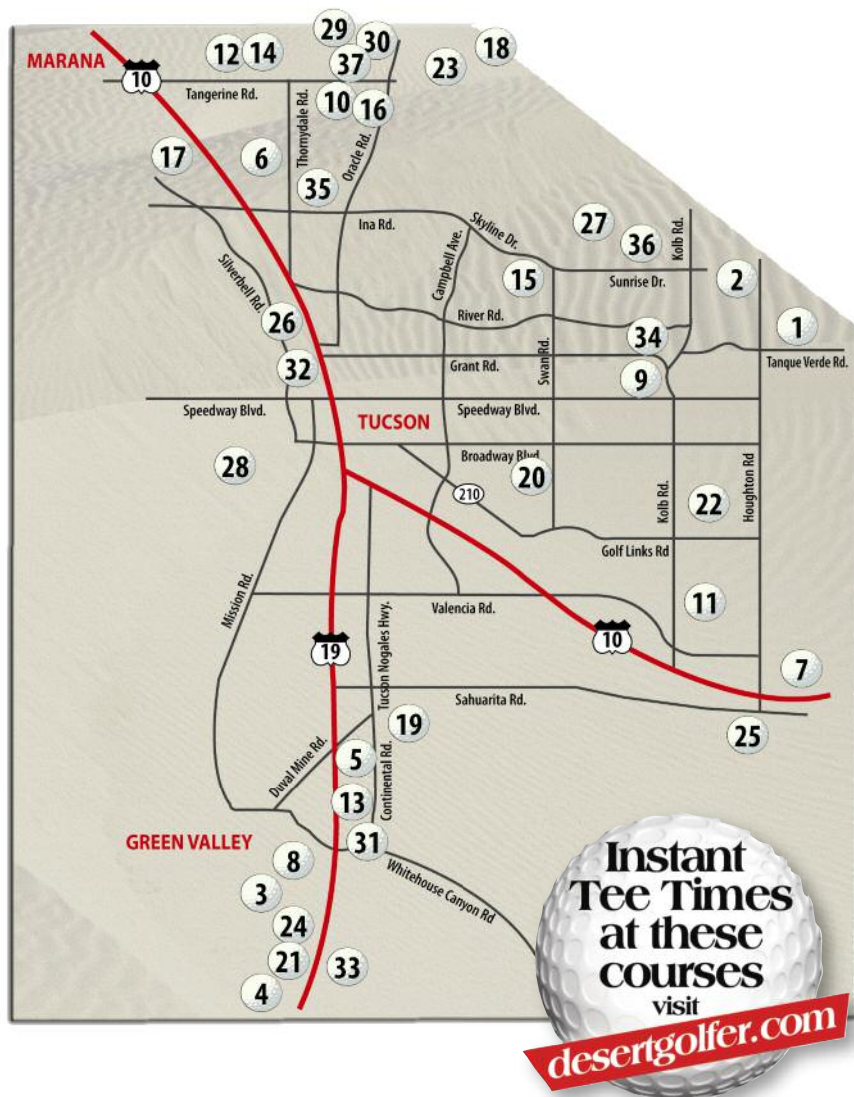 29
30
18
12
14
37
23
MARANA
10
Tangerine Rd.
10
16
Thornydale Rd.
Oracle Rd.
17
6
35
Ina Rd.
Skyline Dr.
27
36
Kolb Rd.
Campbell Ave.
15
Sunrise Dr.
2
Silverbell Rd.
26
River Rd.
34
1
32
Grant Rd.
Swan Rd.
9
Tanque Verde Rd.
Speedway Blvd.
TUCSON
Speedway Blvd.
28
Broadway Blvd.
20
210
Kolb Rd.
22
Houghton Rd
Golf Links Rd
Mission Rd.
Valencia Rd.
11
19
Tucson Nogales Hwy.
10
7
Sahuarita Rd.
19
25
Duval Mine Rd.
5
Continental Rd.
13
GREEN VALLEY
31
8
Whitehouse Canyon Rd
3
24
21
33
4
Instant
Tee Times
at these
courses
visit
desertgolfer.com